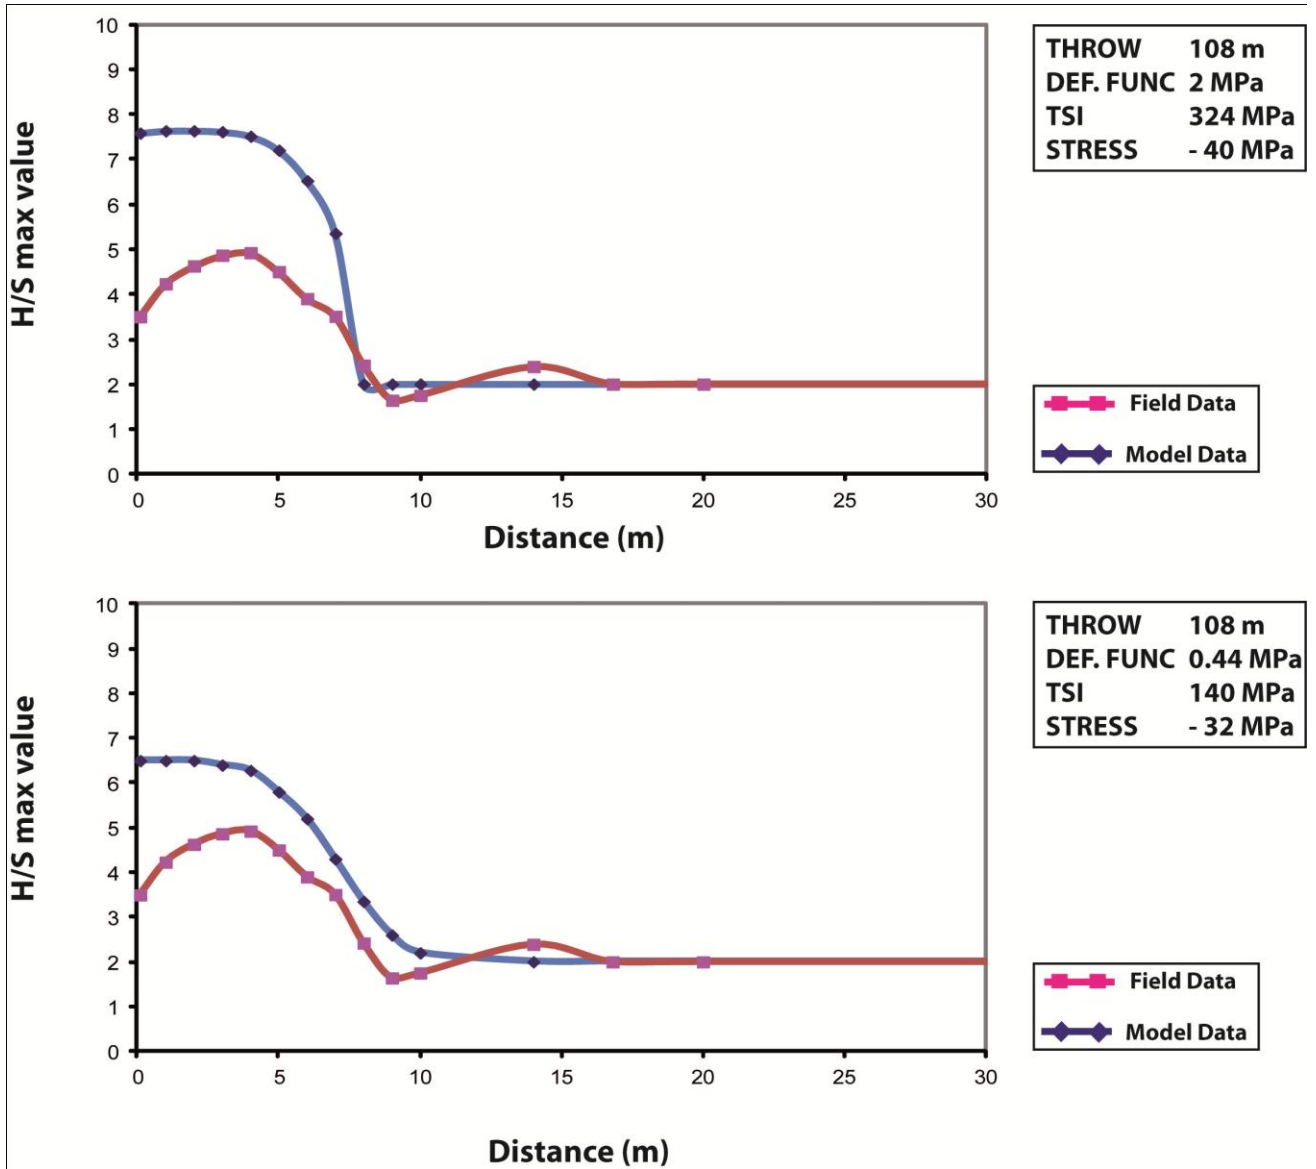 10
9
8
7
6
5
4
3
2
1
0
H/S max value
0 5 10 15 20 25 30
Distance (m)
THROW 108 m
DEF. FUNC 2 MPa
TSI 324 MPa
STRESS - 40 MPa
Field Data
Model Data
10
9
8
7
6
5
4
3
2
1
0
H/S max value
0 5 10 15 20 25 30
Distance (m)
THROW 108 m
DEF. FUNC 0.44 MPa
TSI 140 MPa
STRESS - 32 MPa
Field Data
Model Data